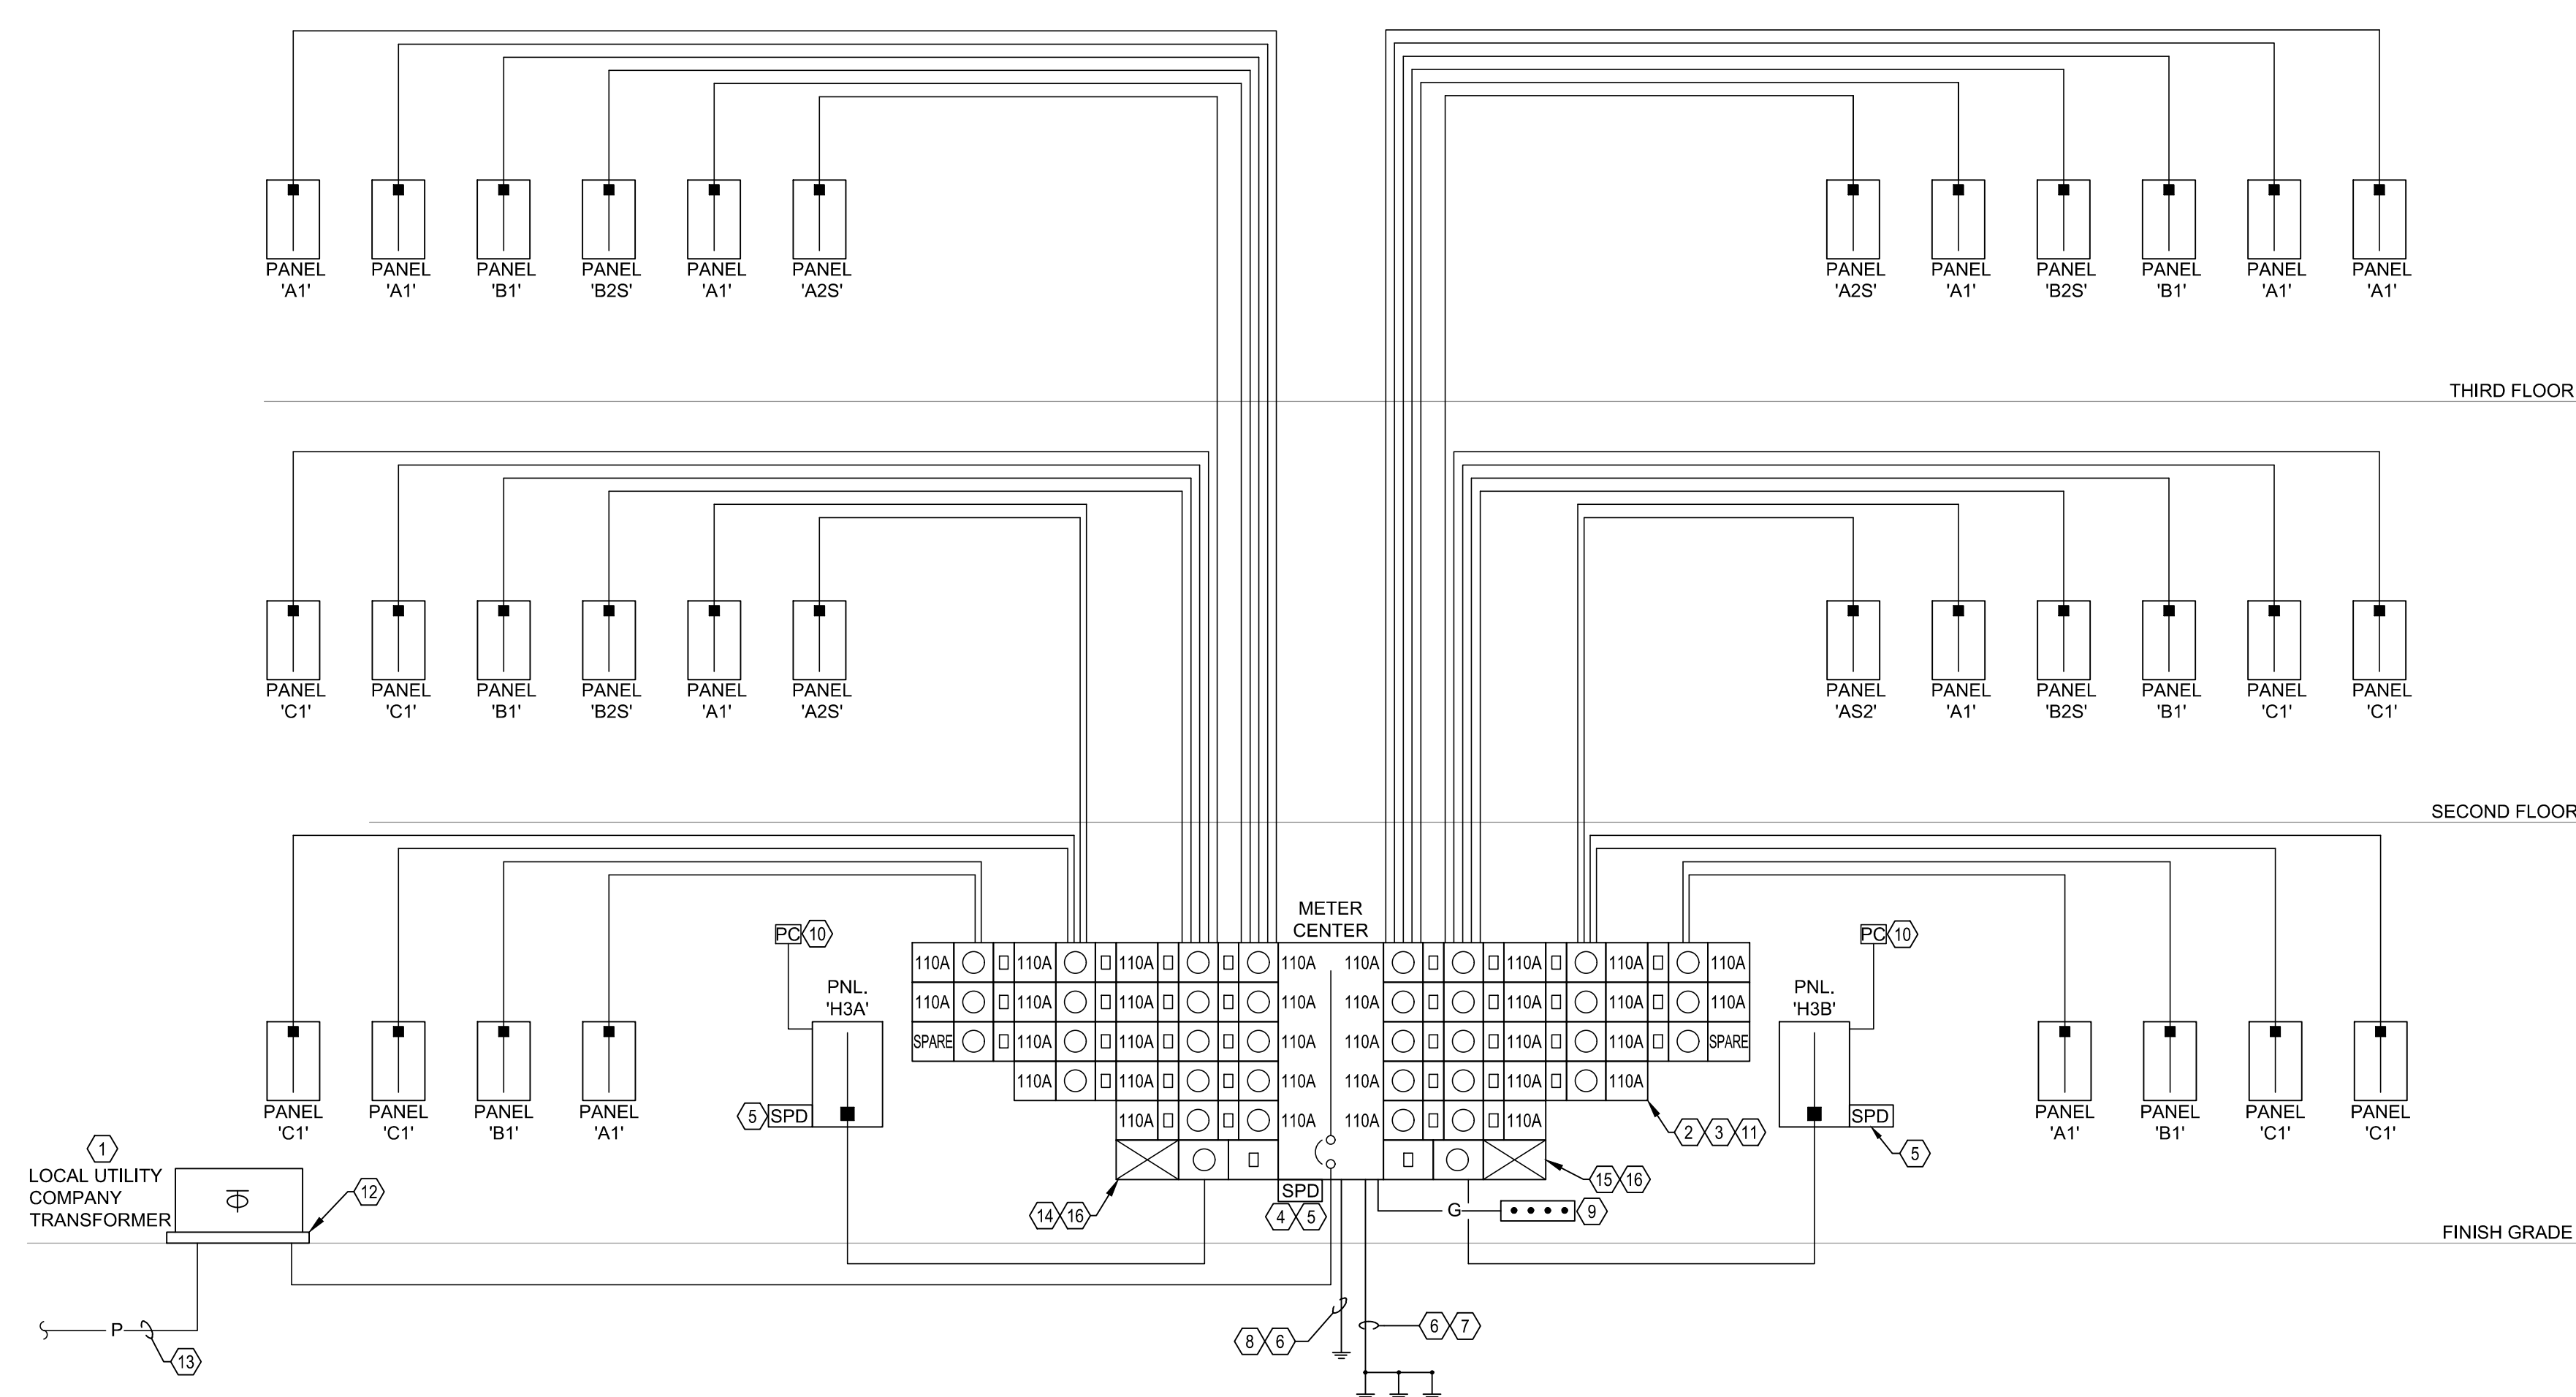 PANEL PANEL PANEL PANEL PANEL PANEL PANEL PANEL PANEL PANEL PANEL PANEL
'A1' 'A1' 'B1' 'B2S' 'A1' 'A2S' 'A2S' 'A1' 'B2S' 'B1' 'A1' 'A1'
THIRD FLOOR
PANEL PANEL PANEL PANEL PANEL PANEL PANEL PANEL PANEL PANEL PANEL PANEL
'C1' 'C1' 'B1' 'B2S' 'A1' 'A2S' 'AS2' 'A1' 'B2S' 'B1' 'C1' 'C1'
SECOND FLOOR
METER
CENTER
PC 10
PC 10
PNL.
'H3A'
PNL.
'H3B'
110A 110A 110A 110A 110A 110A 110A 110A
110A 110A 110A 110A 110A 110A 110A 110A
SPARE 110A 110A 110A 110A 110A 110A SPARE
110A 110A 110A 110A 110A 110A
110A 110A 110A 110A
5 SPD
SPD
5
2 3 11
PANEL PANEL PANEL PANEL
'C1' 'C1' 'B1' 'A1'
PANEL PANEL PANEL PANEL
'A1' 'B1' 'C1' 'C1'
1
LOCAL UTILITY
COMPANY
TRANSFORMER
12
14 16
SPD
4 5
15 16
G
9
FINISH GRADE
P
13
8 6
6 7